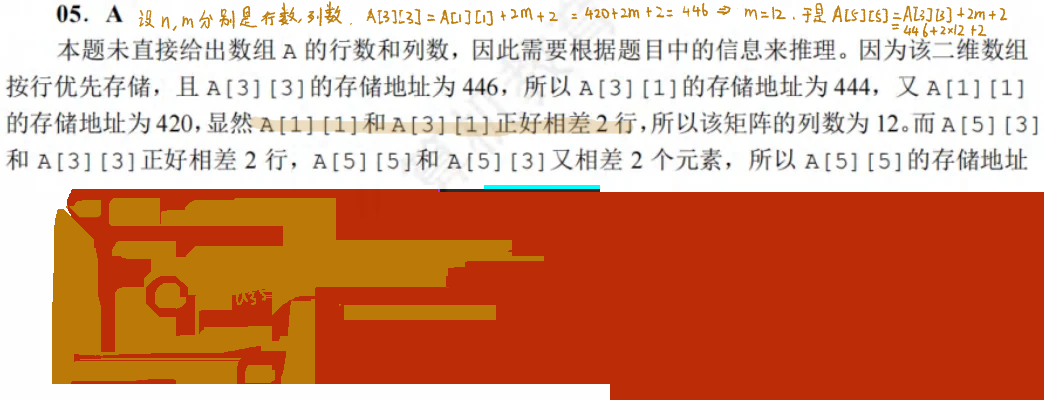 05. A 设n,m分别是行数,列数. A[3][3]=A[1][1]+2m+2 =420+2m+2=446 ⇒ m=12.于是 A[5][5]=A[3][3]+2m+2
=446+2×12+2
本题未直接给出数组 A 的行数和列数，因此需要根据题目中的信息来推理。因为该二维数组
按行优先存储，且 A[3][3]的存储地址为 446，所以 A[3][1]的存储地址为 444，又 A[1][1]
的存储地址为 420，显然 A[1][1]和 A[3][1]正好相差 2 行，所以该矩阵的列数为 12。而 A[5][3]
和 A[3][3]正好相差 2 行，A[5][5]和 A[5][3]又相差 2 个元素，所以 A[5][5]的存储地址